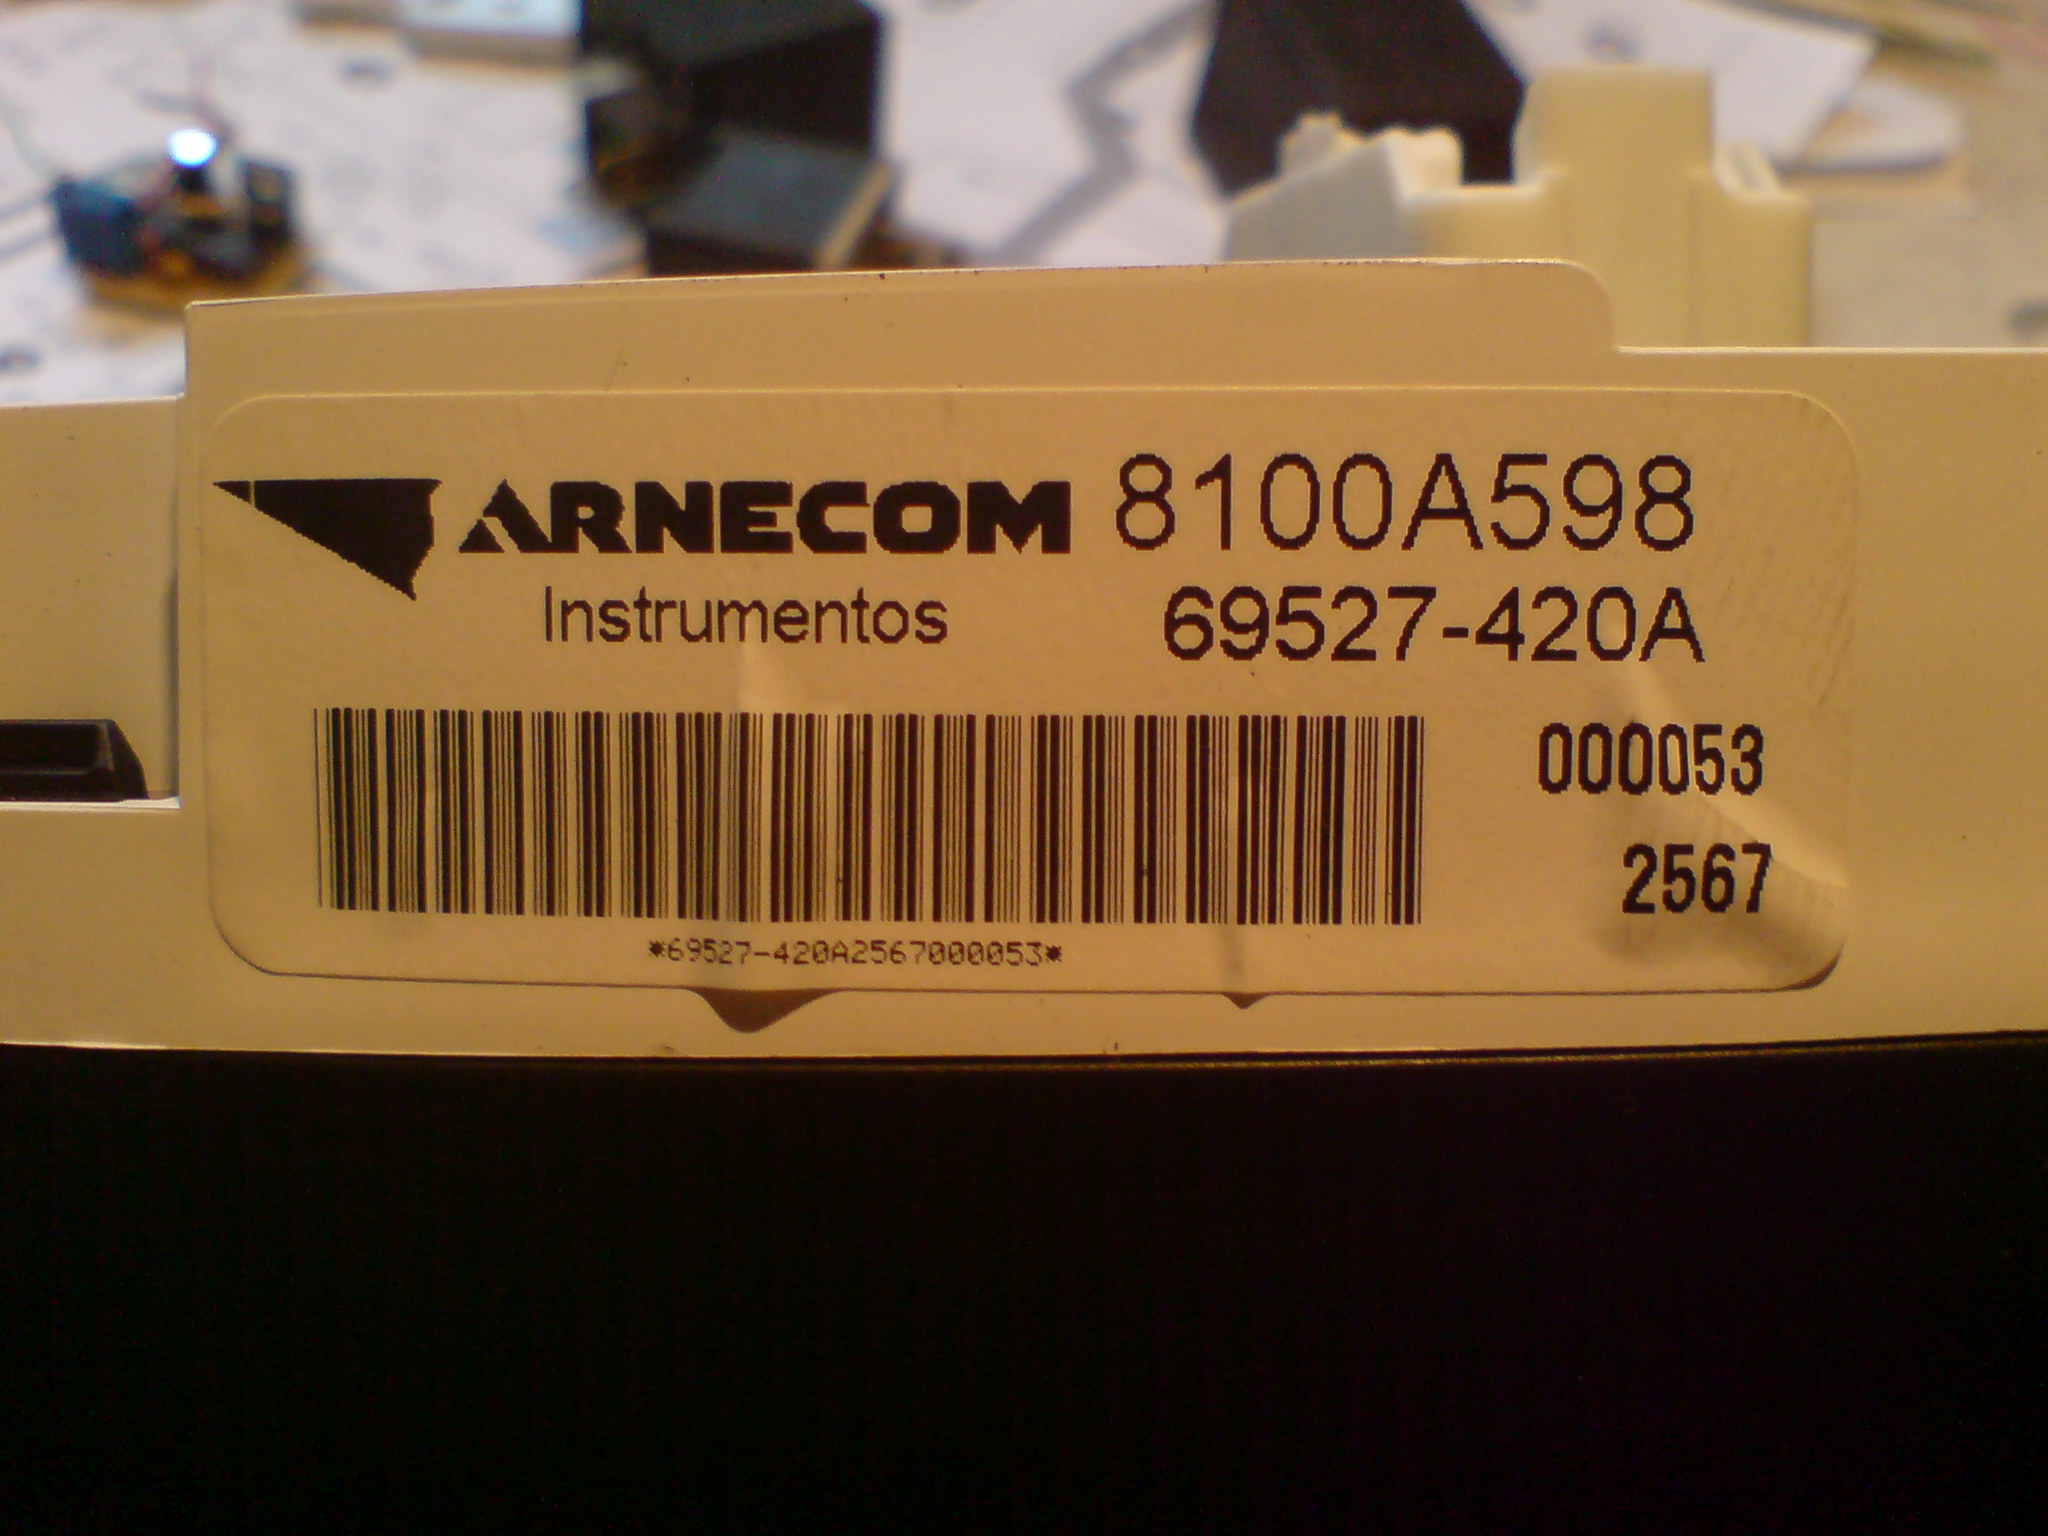 ARNECOM 8100A598
Instrumentos 69527-420A
000053
2567
*69527-420A2567000053*